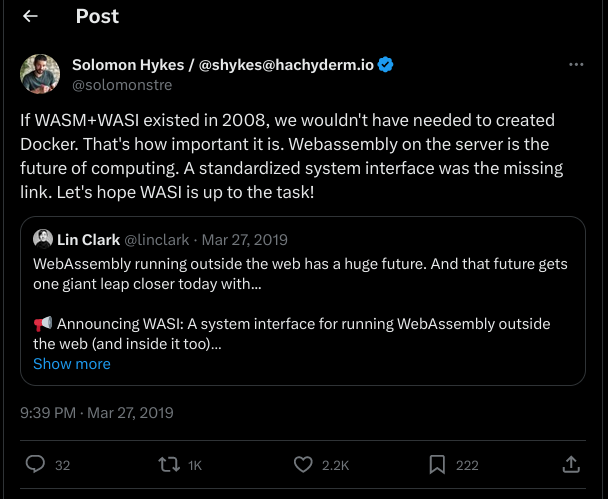 Post
Solomon Hykes / @shykes@hachyderm.io
@solomonstre
If WASM+WASI existed in 2008, we wouldn't have needed to created
Docker. That's how important it is. Webassembly on the server is the
future of computing. A standardized system interface was the missing
link. Let's hope WASI is up to the task!
Lin Clark @linclark · Mar 27, 2019
WebAssembly running outside the web has a huge future. And that future gets
one giant leap closer today with…
📢 Announcing WASI: A system interface for running WebAssembly outside
the web (and inside it too)…
Show more
9:39 PM · Mar 27, 2019
32 1K 2.2K 222